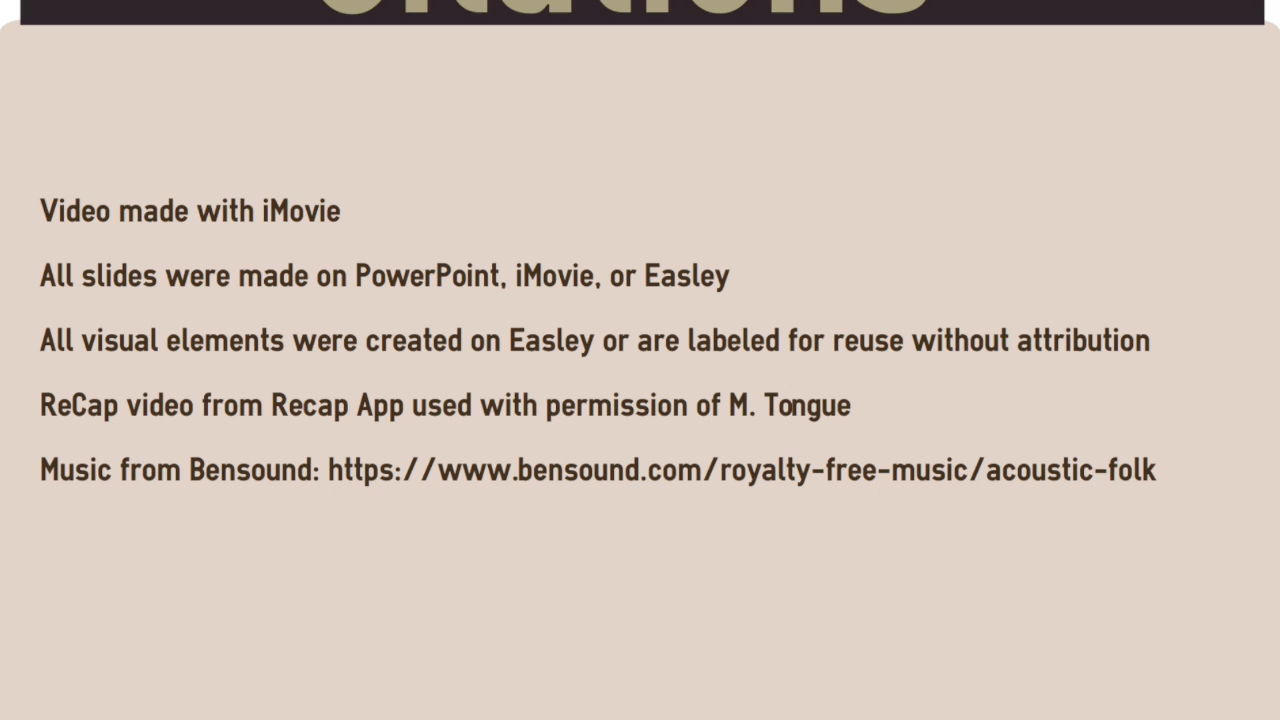 Citations
Video made with iMovie
All slides were made on PowerPoint, iMovie, or Easley
All visual elements were created on Easley or are labeled for reuse without attribution
ReCap video from Recap App used with permission of M. Tongue
Music from Bensound: https://www.bensound.com/royalty-free-music/acoustic-folk